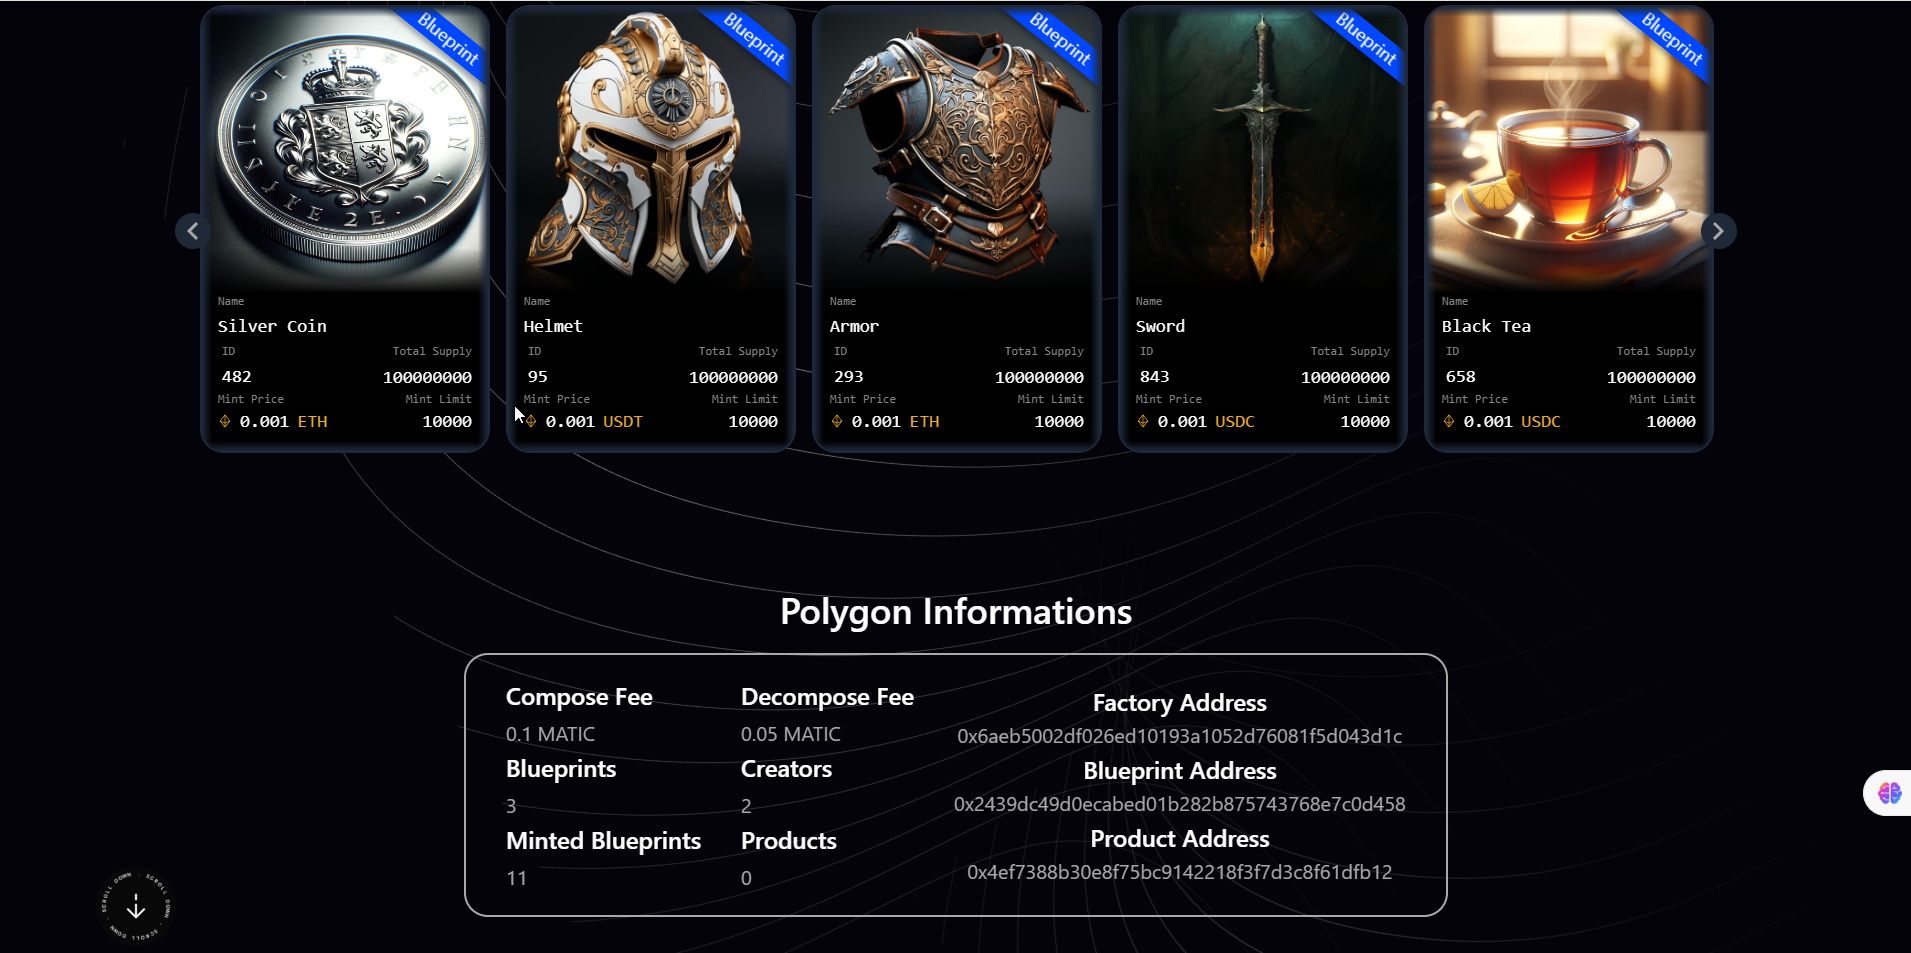 Blueprint Blueprint Blueprint Blueprint Blueprint
Name Name Name Name Name
Silver Coin Helmet Armor Sword Black Tea
ID Total Supply ID Total Supply ID Total Supply ID Total Supply ID Total Supply
482 100000000 95 100000000 293 100000000 843 100000000 658 100000000
Mint Price Mint Limit Mint Price Mint Limit Mint Price Mint Limit Mint Price Mint Limit Mint Price Mint Limit
0.001 ETH 10000 0.001 USDT 10000 0.001 ETH 10000 0.001 USDC 10000 0.001 USDC 10000
Polygon Informations
Compose Fee Decompose Fee Factory Address
0.1 MATIC 0.05 MATIC 0x6aeb5002df026ed10193a1052d76081f5d043d1c
Blueprints Creators Blueprint Address
3 2 0x2439dc49d0ecabed01b282b875743768e7c0d458
Minted Blueprints Products Product Address
11 0 0x4ef7388b30e8f75bc9142218f3f7d3c8f61dfb12
SCROLL DOWN · SCROLL DOWN · SCROLL DOWN · SCROLL DOWN ·